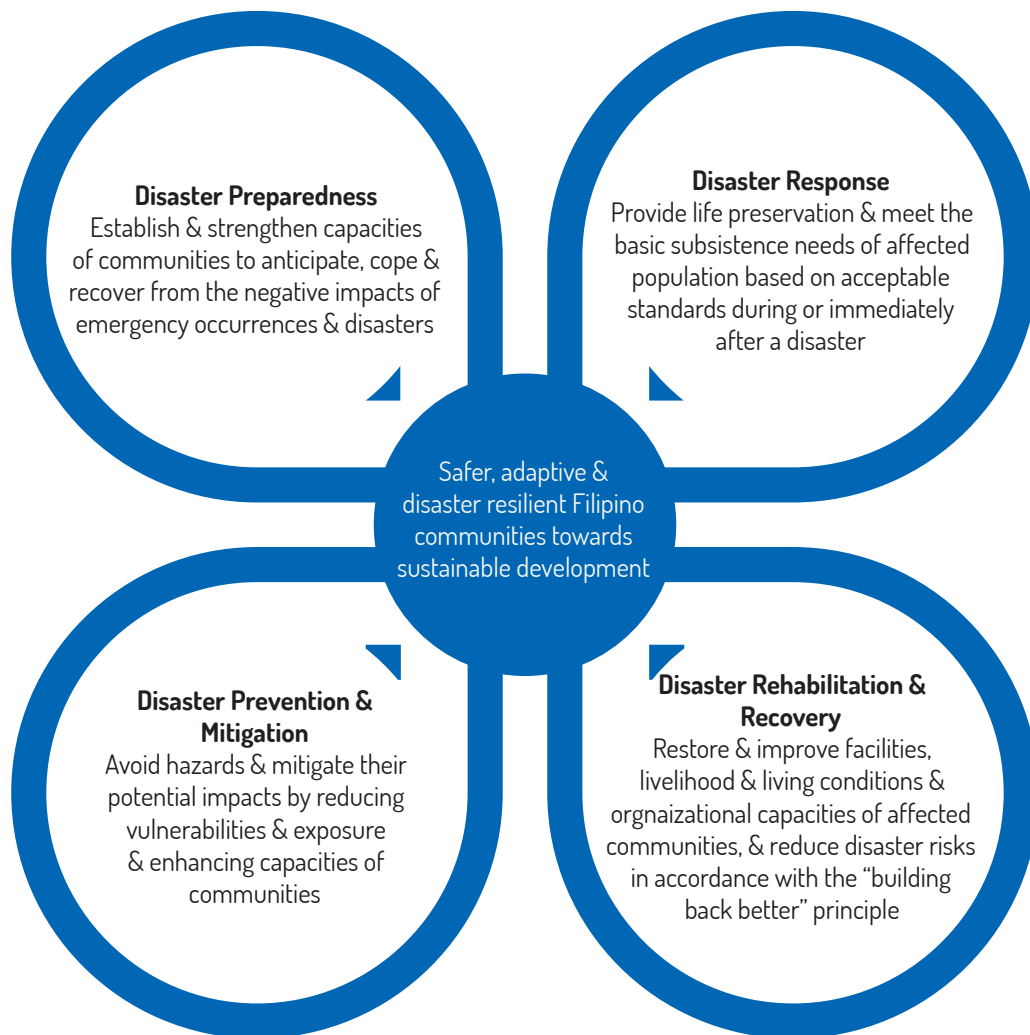 Disaster Preparedness
Establish & strengthen capacities
of communities to anticipate, cope &
recover from the negative impacts of
emergency occurrences & disasters
Disaster Response
Provide life preservation & meet the
basic subsistence needs of affected
population based on acceptable
standards during or immediately
after a disaster
Safer, adaptive &
disaster resilient Filipino
communities towards
sustainable development
Disaster Prevention &
Mitigation
Avoid hazards & mitigate their
potential impacts by reducing
vulnerabilities & exposure
& enhancing capacities of
communities
Disaster Rehabilitation &
Recovery
Restore & improve facilities,
livelihood & living conditions &
orgnaizational capacities of affected
communities, & reduce disaster risks
in accordance with the “building
back better” principle